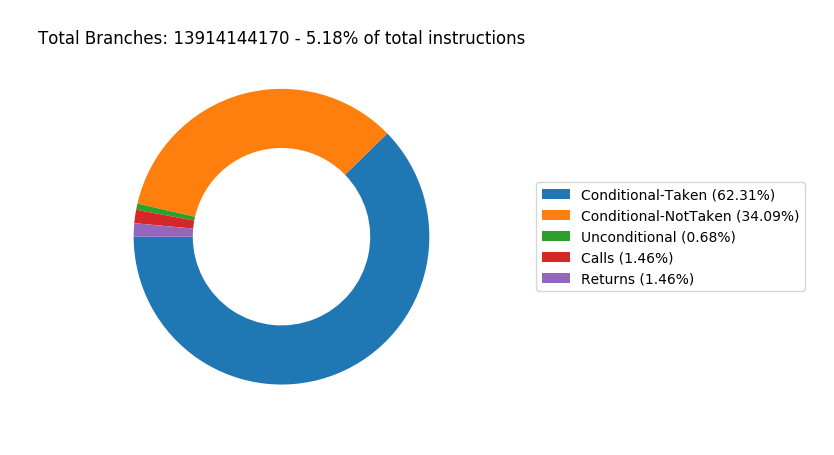 Total Branches: 13914144170 - 5.18% of total instructions
Conditional-Taken (62.31%)
Conditional-NotTaken (34.09%)
Unconditional (0.68%)
Calls (1.46%)
Returns (1.46%)